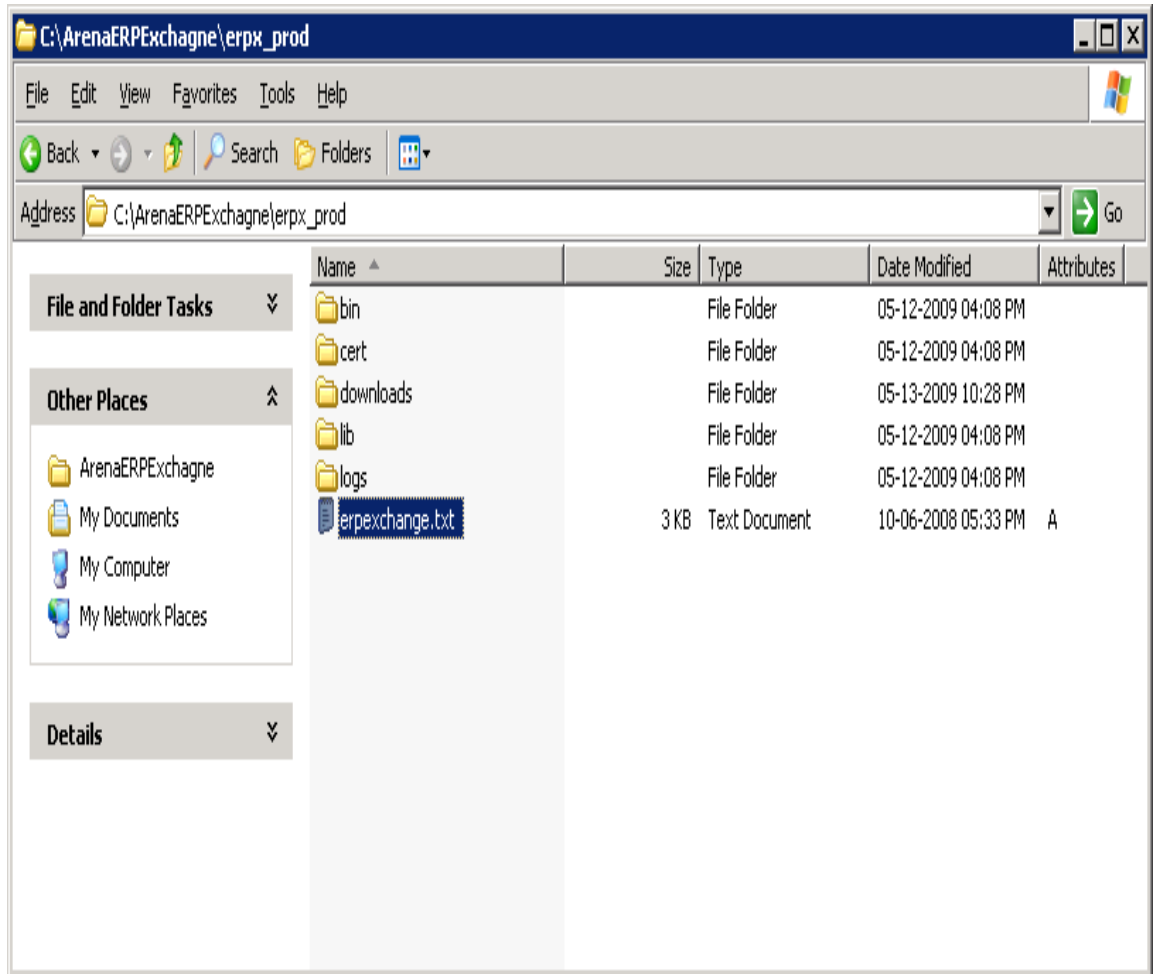 C:\ArenaERPExchagne\erpx_prod
File Edit View Favorites Tools Help
Back Search Folders
Address C:\ArenaERPExchagne\erpx_prod Go
Name Size Type Date Modified Attributes
File and Folder Tasks
Other Places
ArenaERPExchagne
My Documents
My Computer
My Network Places
Details
bin File Folder 05-12-2009 04:08 PM
cert File Folder 05-12-2009 04:08 PM
downloads File Folder 05-13-2009 10:28 PM
lib File Folder 05-12-2009 04:08 PM
logs File Folder 05-12-2009 04:08 PM
erpexchange.txt 3 KB Text Document 10-06-2008 05:33 PM A